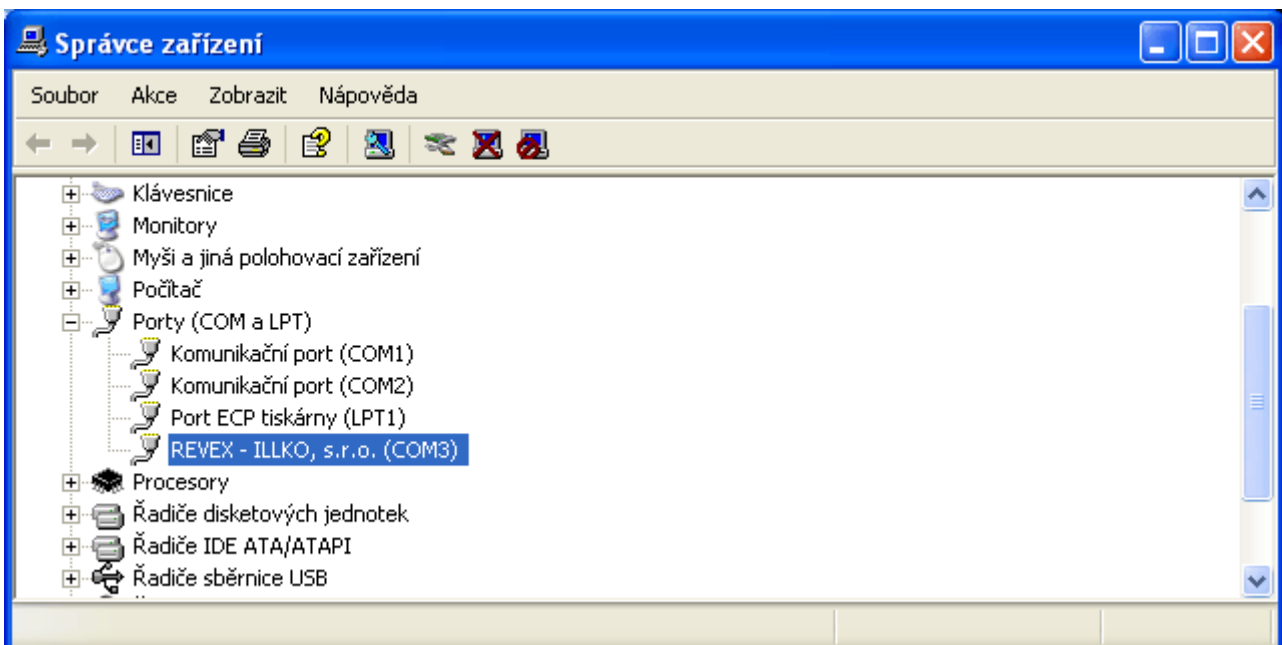 Správce zařízení
Soubor Akce Zobrazit Nápověda
Klávesnice
Monitory
Myši a jiná polohovací zařízení
Počítač
Porty (COM a LPT)
Komunikační port (COM1)
Komunikační port (COM2)
Port ECP tiskárny (LPT1)
REVEX - ILLKO, s.r.o. (COM3)
Procesory
Řadiče disketových jednotek
Řadiče IDE ATA/ATAPI
Řadiče sběrnice USB